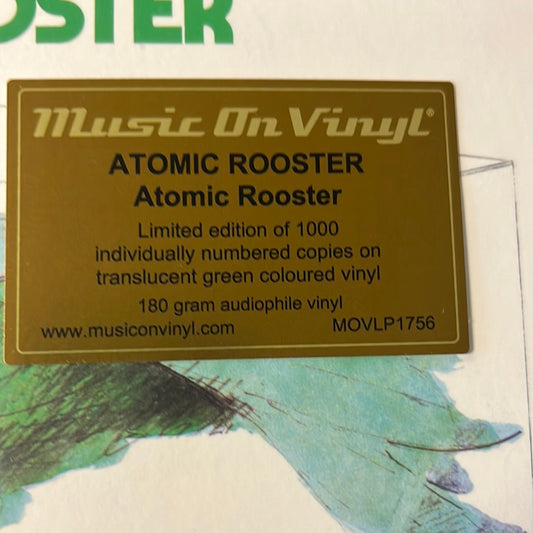 OSTER
Music On Vinyl®
ATOMIC ROOSTER
Atomic Rooster
Limited edition of 1000
individually numbered copies on
translucent green coloured vinyl
180 gram audiophile vinyl
www.musiconvinyl.com MOVLP1756